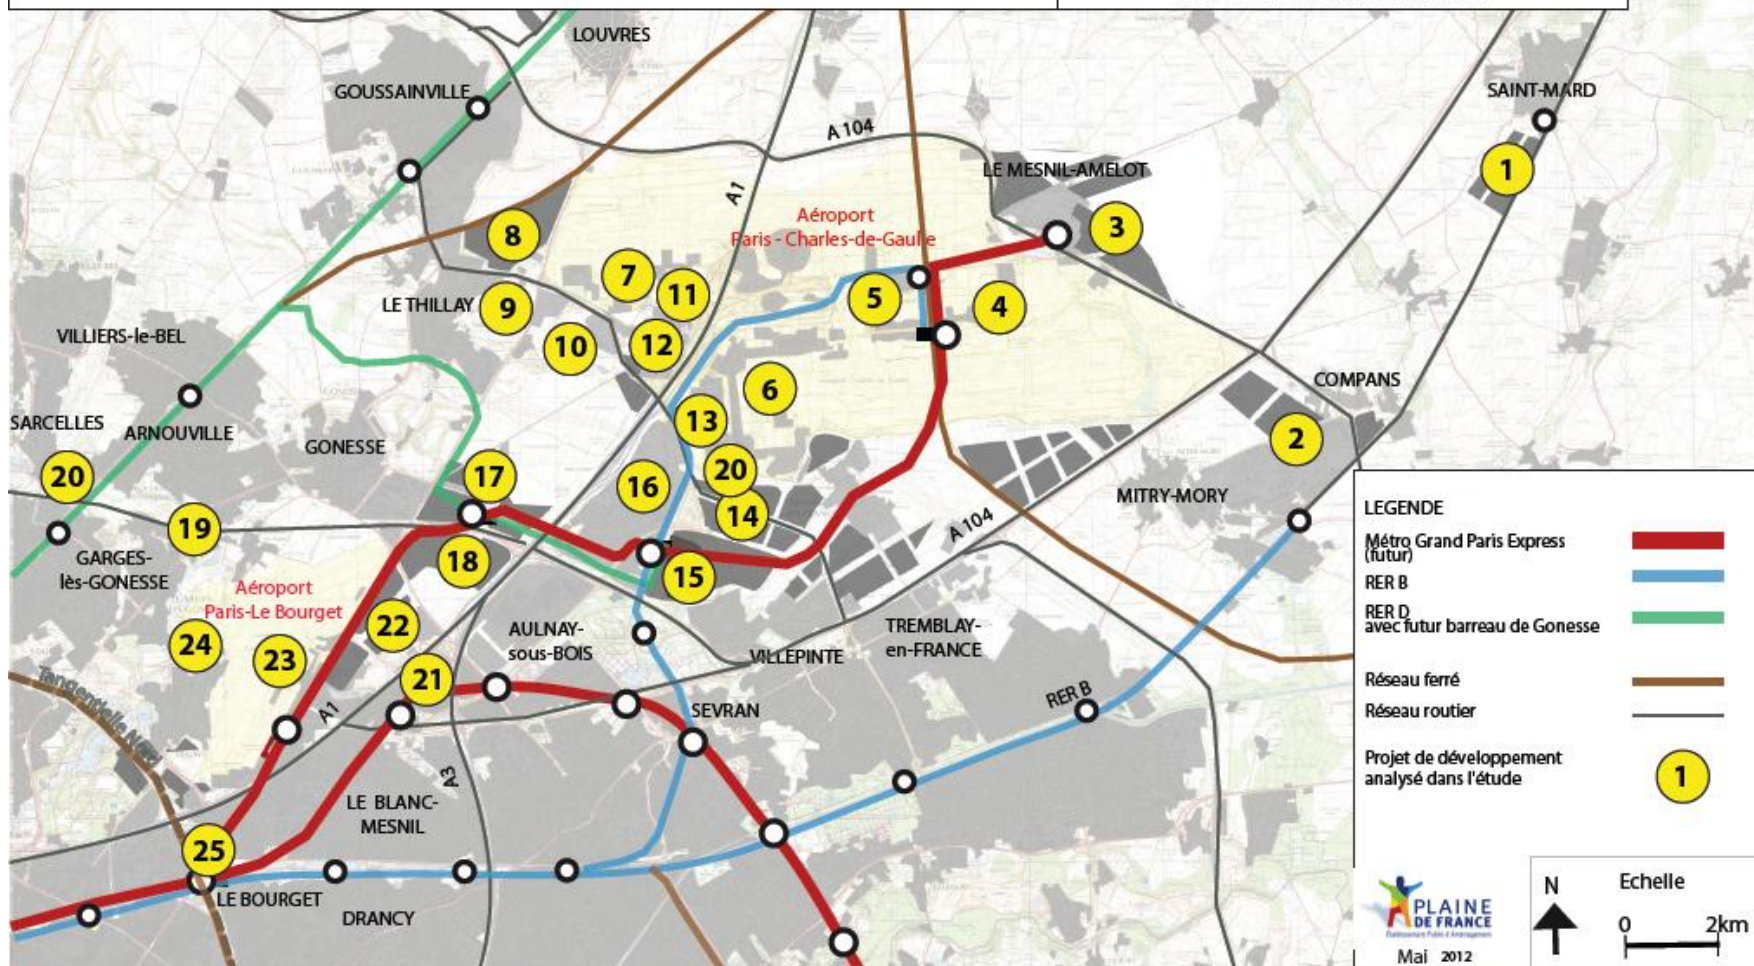 LOUVRES
GOUSSAINVILLE
SAINT-MARD
A 104
LE MESNIL-AMELOT
1
A1
Aéroport
Paris - Charles-de-Gaulle
3
8
7
11
5
4
LE THILLAY
9
VILLIERS-le-BEL
10
12
6
COMPANS
SARCELLES
ARNOUVILLE
GONESSE
13
2
20
17
16
20
MITRY-MORY
19
14
A 104
GARGES-
lès-GONESSE
18
15
Aéroport
Paris-Le Bourget
22
AULNAY-
sous-BOIS
TREMBLAY-
en-FRANCE
24
23
VILLEPINTE
21
RER B
A1
SEVRAN
A3
LE BLANC-
MESNIL
25
LE BOURGET
DRANCY
LEGENDE
Métro Grand Paris Express
(futur)
RER B
RER D
avec futur barreau de Gonesse
Réseau ferré
Réseau routier
Projet de développement
analysé dans l'étude
1
PLAINE
DE FRANCE
Mai 2012
N
Echelle
0 2km